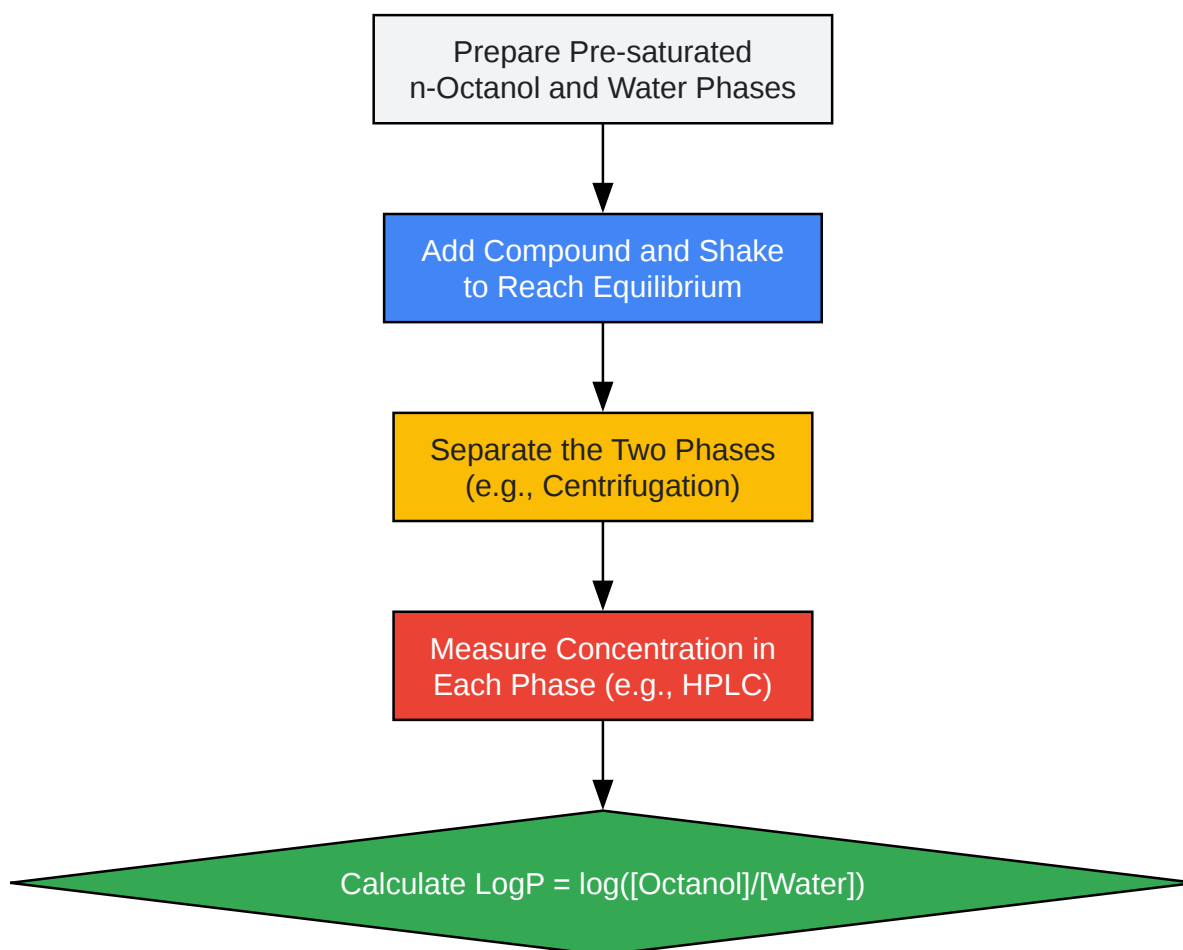 Prepare Pre-saturated
n-Octanol and Water Phases
Add Compound and Shake
to Reach Equilibrium
Separate the Two Phases
(e.g., Centrifugation)
Measure Concentration in
Each Phase (e.g., HPLC)
Calculate LogP = log([Octanol]/[Water])